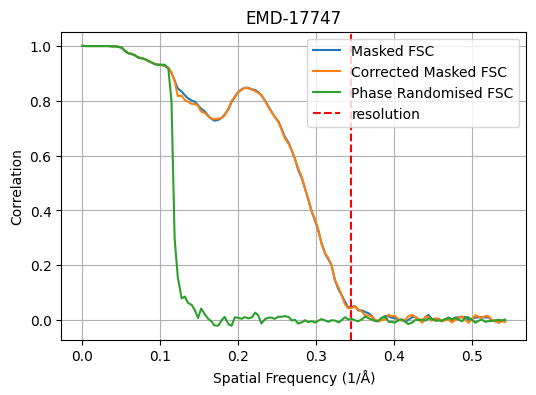 EMD-17747
Masked FSC
Corrected Masked FSC
Phase Randomised FSC
resolution
Correlation
1.0
0.8
0.6
0.4
0.2
0.0
0.0 0.1 0.2 0.3 0.4 0.5
Spatial Frequency (1/Å)